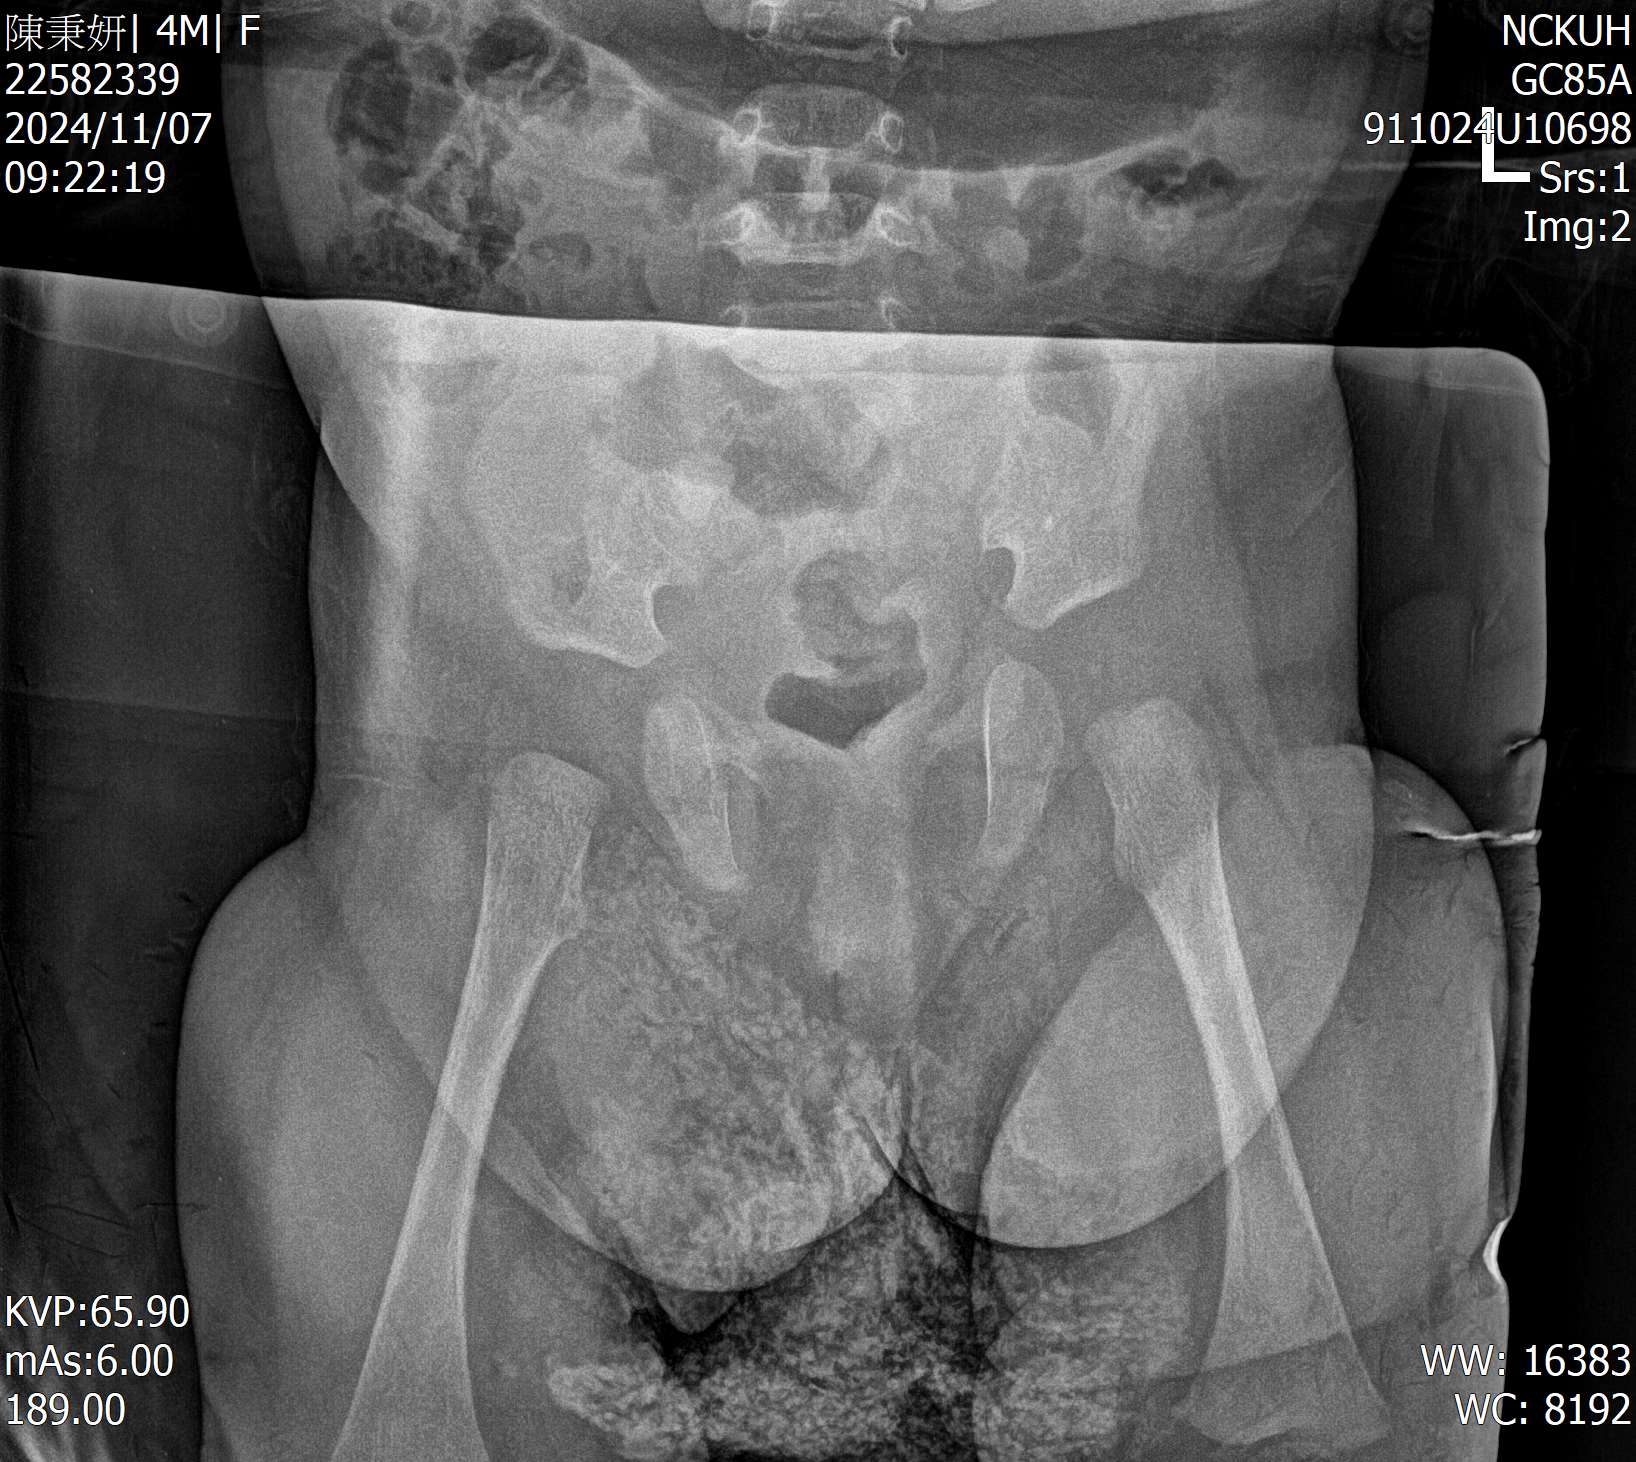 陳秉妍| 4M| F
22582339
2024/11/07
09:22:19
NCKUH
GC85A
911024U10698
L
Srs:1
Img:2
KVP:65.90
mAs:6.00
189.00
WW: 16383
WC: 8192